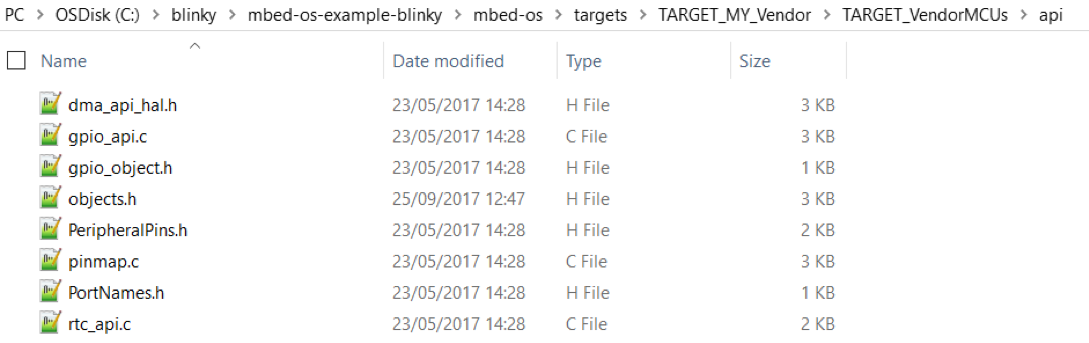 PC > OSDisk (C:) > blinky > mbed-os-example-blinky > mbed-os > targets > TARGET_MY_Vendor > TARGET_VendorMCUs > api
Name Date modified Type Size
dma_api_hal.h 23/05/2017 14:28 H File 3 KB
gpio_api.c 23/05/2017 14:28 C File 3 KB
gpio_object.h 23/05/2017 14:28 H File 1 KB
objects.h 25/09/2017 12:47 H File 3 KB
PeripheralPins.h 23/05/2017 14:28 H File 2 KB
pinmap.c 23/05/2017 14:28 C File 3 KB
PortNames.h 23/05/2017 14:28 H File 1 KB
rtc_api.c 23/05/2017 14:28 C File 2 KB